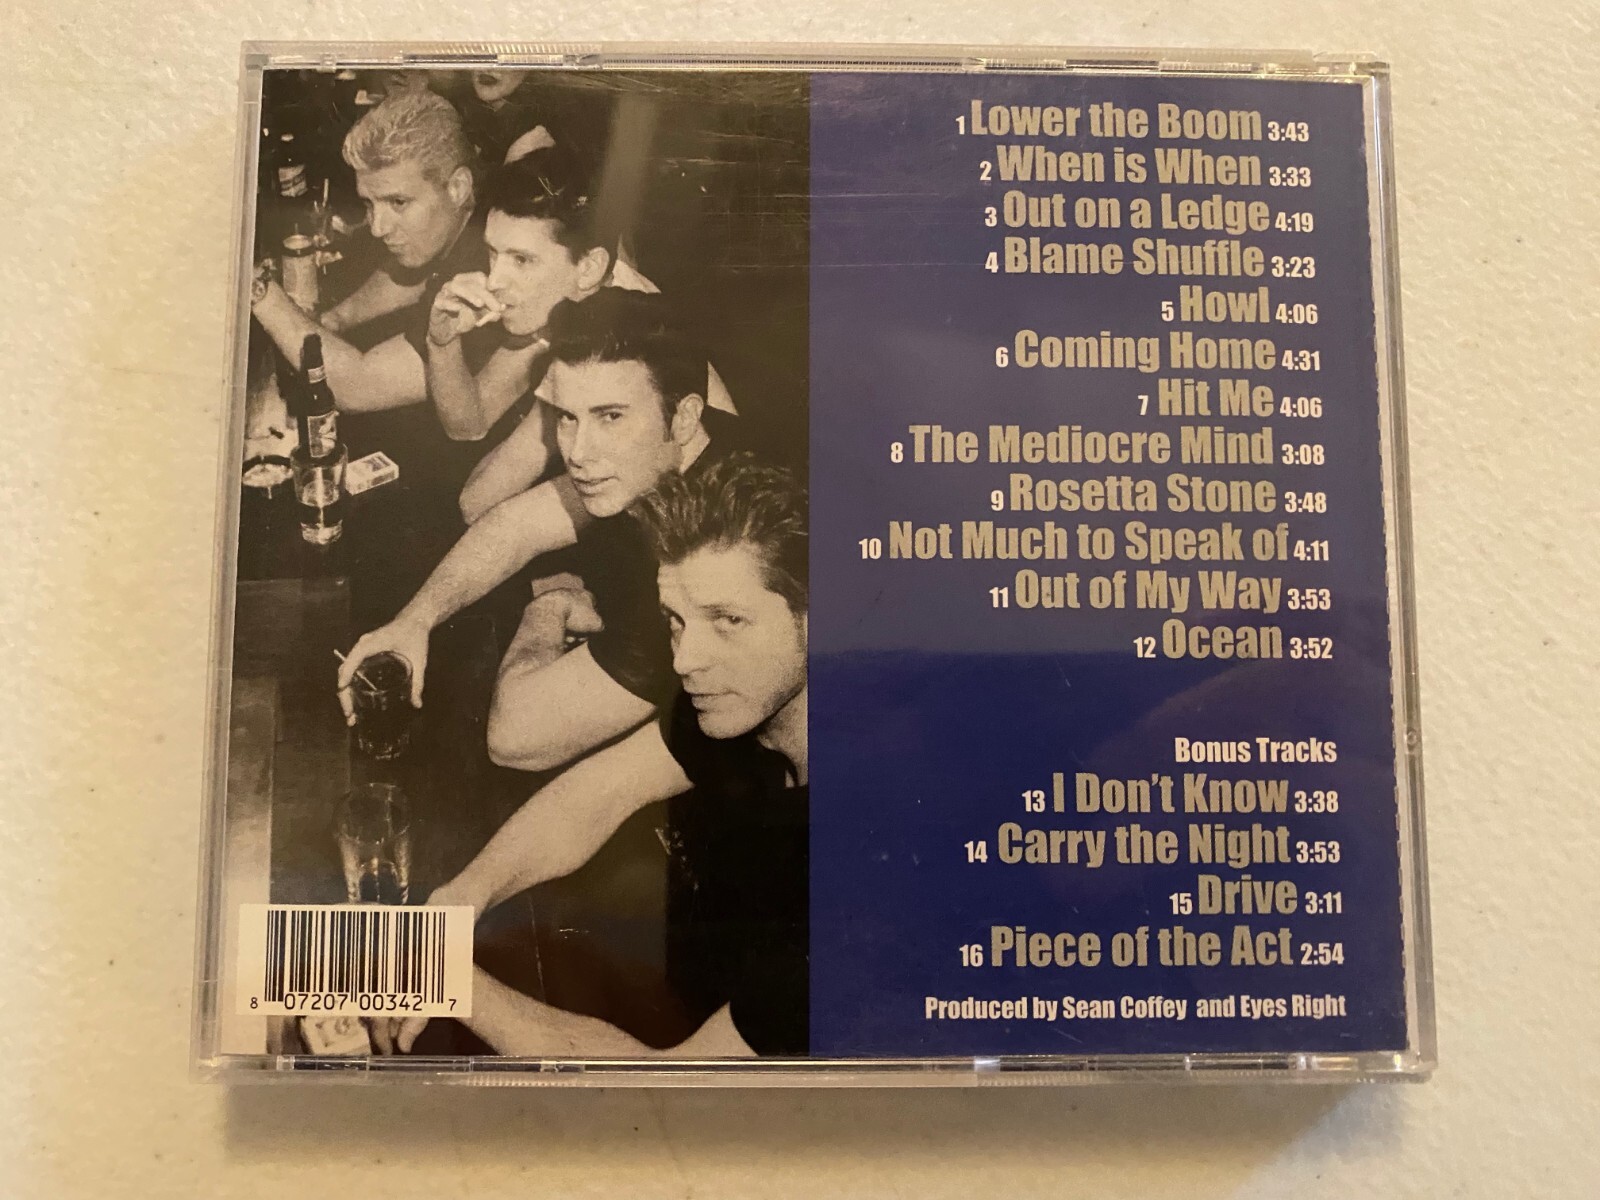 1 Lower the Boom 3:43
2 When is When 3:33
3 Out on a Ledge 4:19
4 Blame Shuffle 3:23
5 Howl 4:06
6 Coming Home 4:31
7 Hit Me 4:06
8 The Mediocre Mind 3:08
9 Rosetta Stone 3:48
10 Not Much to Speak of 4:11
11 Out of My Way 3:53
12 Ocean 3:52
Bonus Tracks
13 I Don't Know 3:38
14 Carry the Night 3:53
15 Drive 3:11
16 Piece of the Act 2:54
Produced by Sean Coffey and Eyes Right
8 07207 00342 7